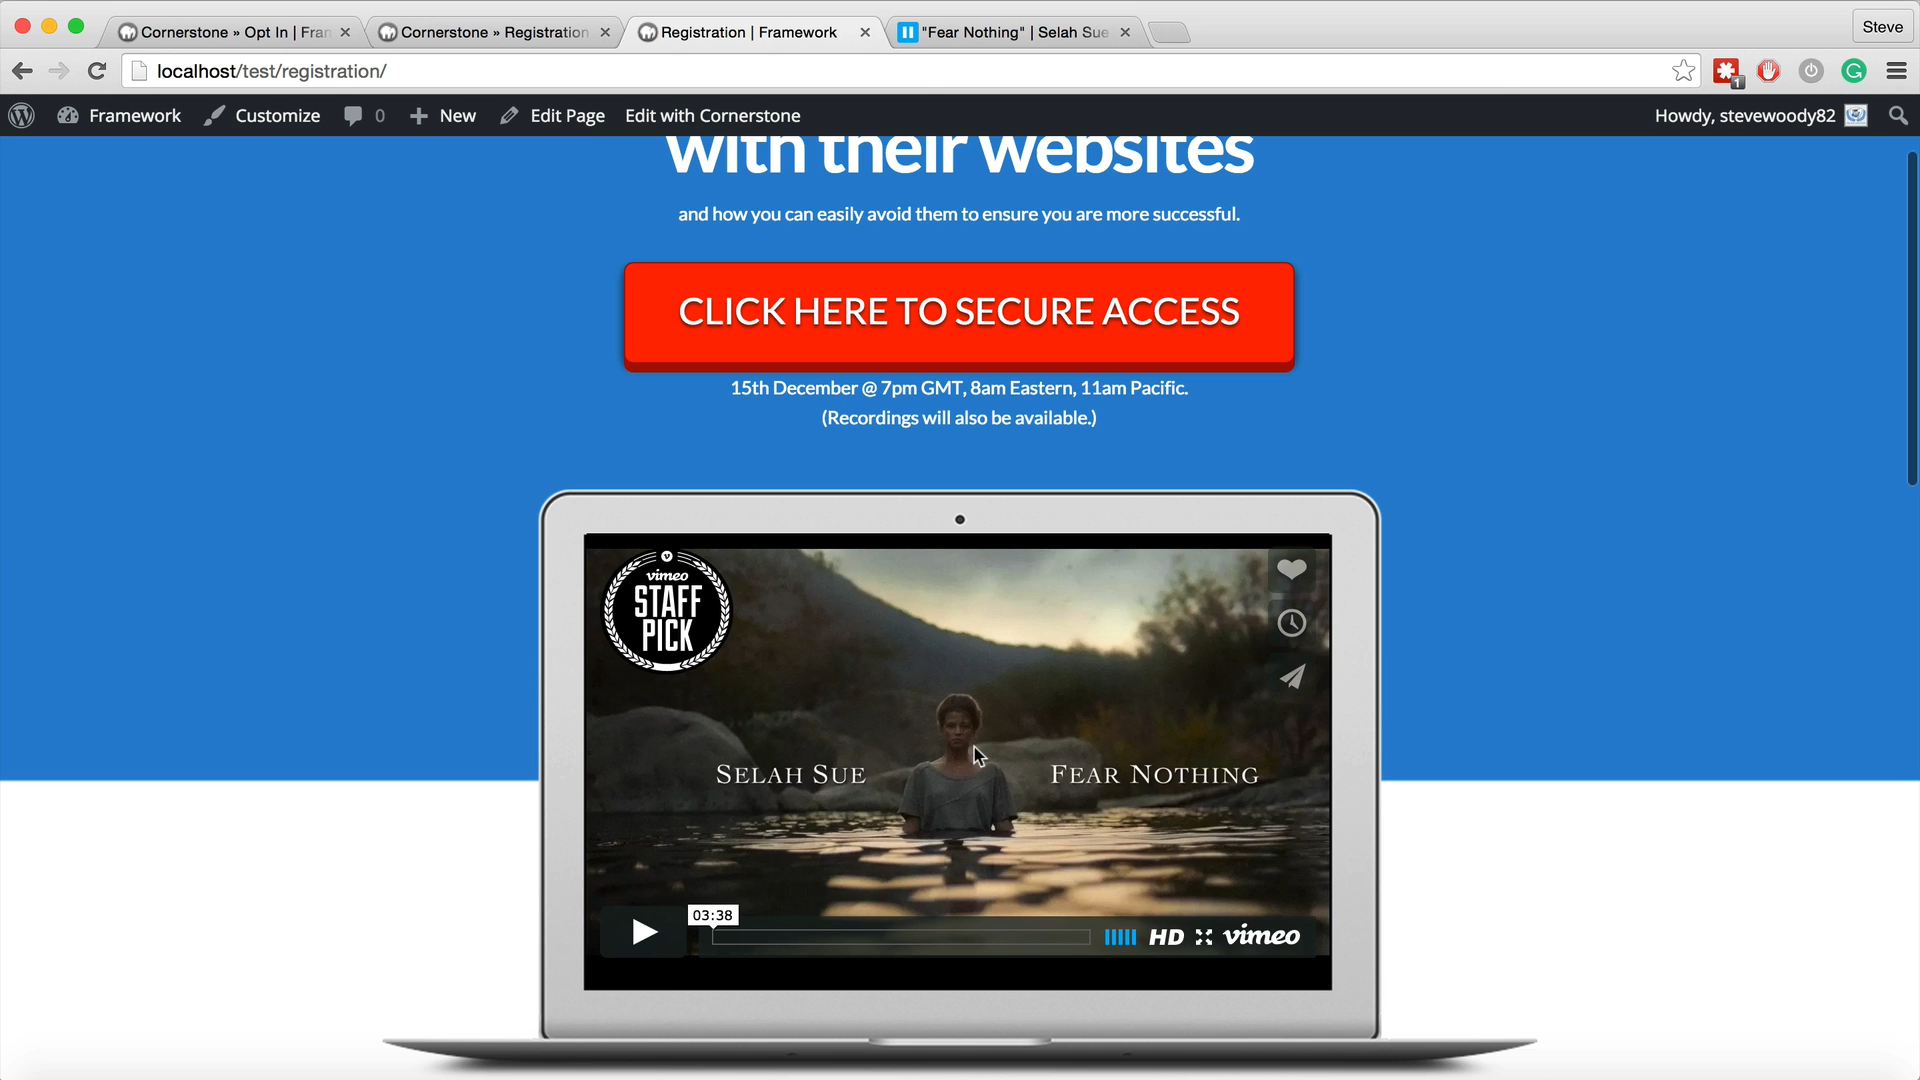 Cornerstone » Opt In | Fran
Cornerstone » Registration
Registration | Framework
"Fear Nothing" | Selah Sue
Steve
localhost/test/registration/
1
Framework
Customize
0
New
Edit Page
Edit with Cornerstone
Howdy, stevewoody82
with their websites
and how you can easily avoid them to ensure you are more successful.
CLICK HERE TO SECURE ACCESS
15th December @ 7pm GMT, 8am Eastern, 11am Pacific.
(Recordings will also be available.)
vimeo
STAFF
PICK
SELAH SUE
FEAR NOTHING
03:38
HD
vimeo